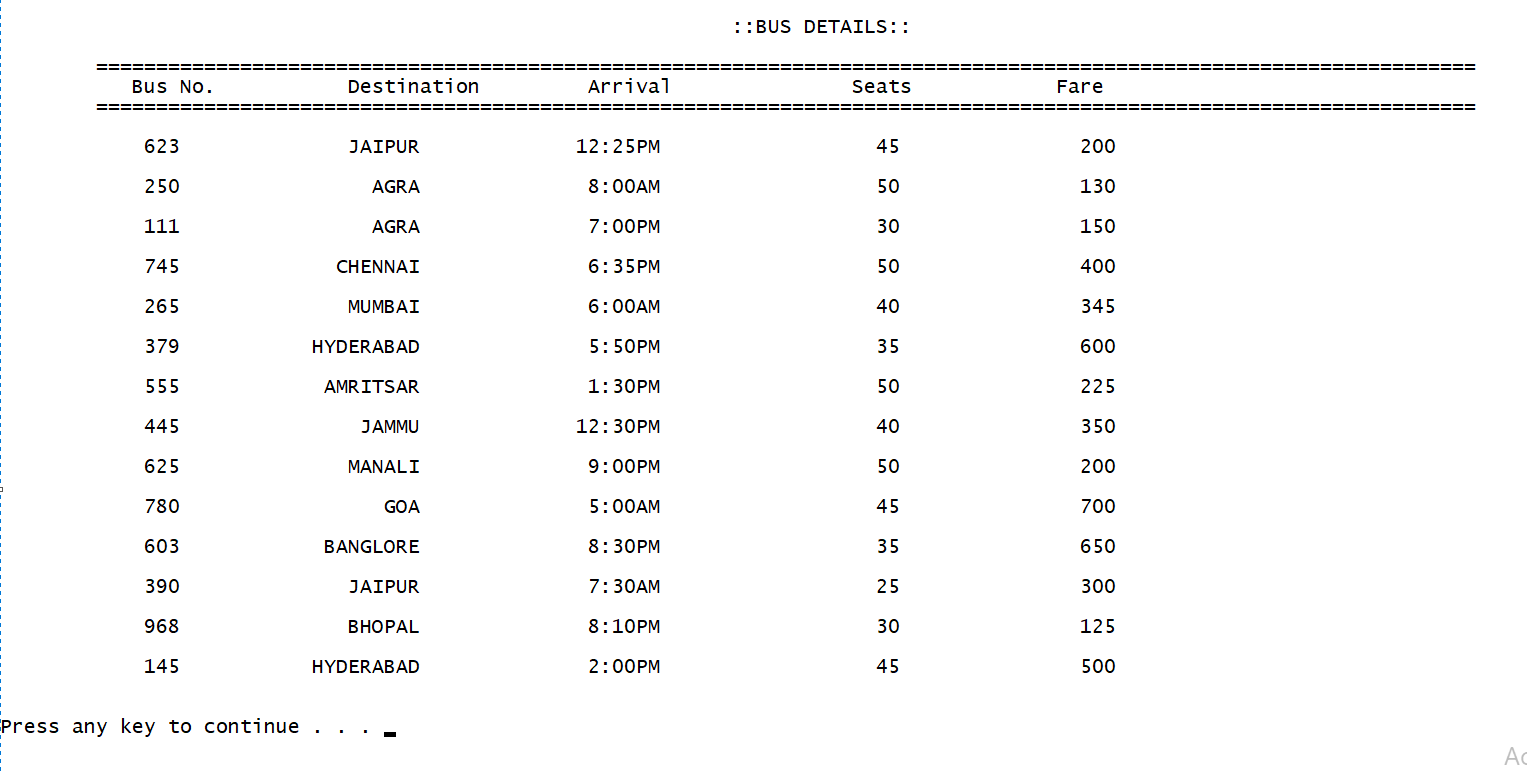 ::BUS DETAILS::
===================================================================================================================
Bus No. Destination Arrival Seats Fare
===================================================================================================================
623 JAIPUR 12:25PM 45 200
250 AGRA 8:00AM 50 130
111 AGRA 7:00PM 30 150
745 CHENNAI 6:35PM 50 400
265 MUMBAI 6:00AM 40 345
379 HYDERABAD 5:50PM 35 600
555 AMRITSAR 1:30PM 50 225
445 JAMMU 12:30PM 40 350
625 MANALI 9:00PM 50 200
780 GOA 5:00AM 45 700
603 BANGLORE 8:30PM 35 650
390 JAIPUR 7:30AM 25 300
968 BHOPAL 8:10PM 30 125
145 HYDERABAD 2:00PM 45 500
Press any key to continue . . .